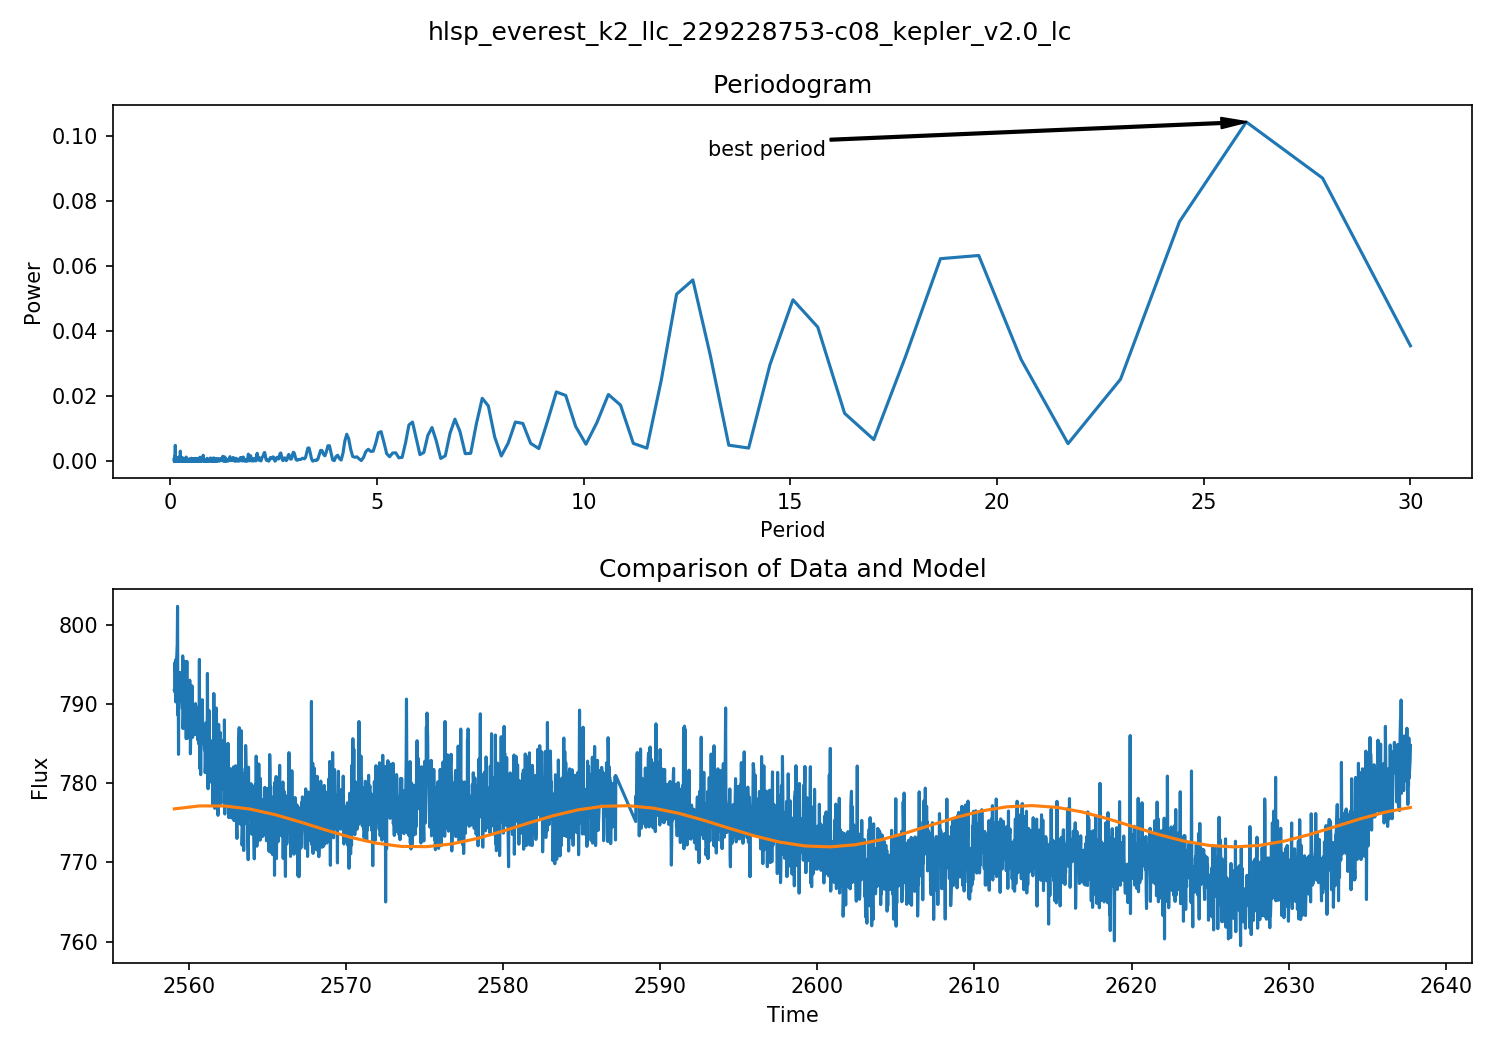 hlsp_everest_k2_llc_229228753-c08_kepler_v2.0_lc
Periodogram
best period
Power
0.10
0.08
0.06
0.04
0.02
0.00
0 5 10 15 20 25 30
Period
Comparison of Data and Model
Flux
800
790
780
770
760
2560 2570 2580 2590 2600 2610 2620 2630 2640
Time